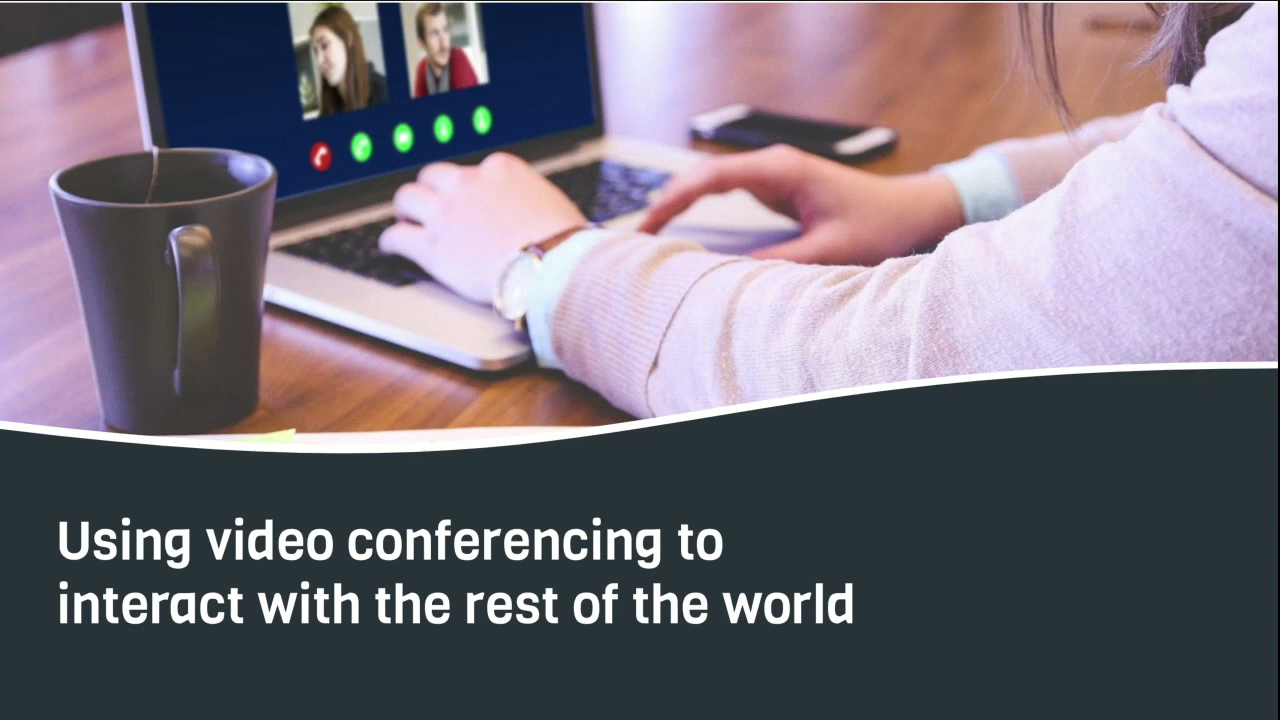 Using video conferencing to
interact with the rest of the world